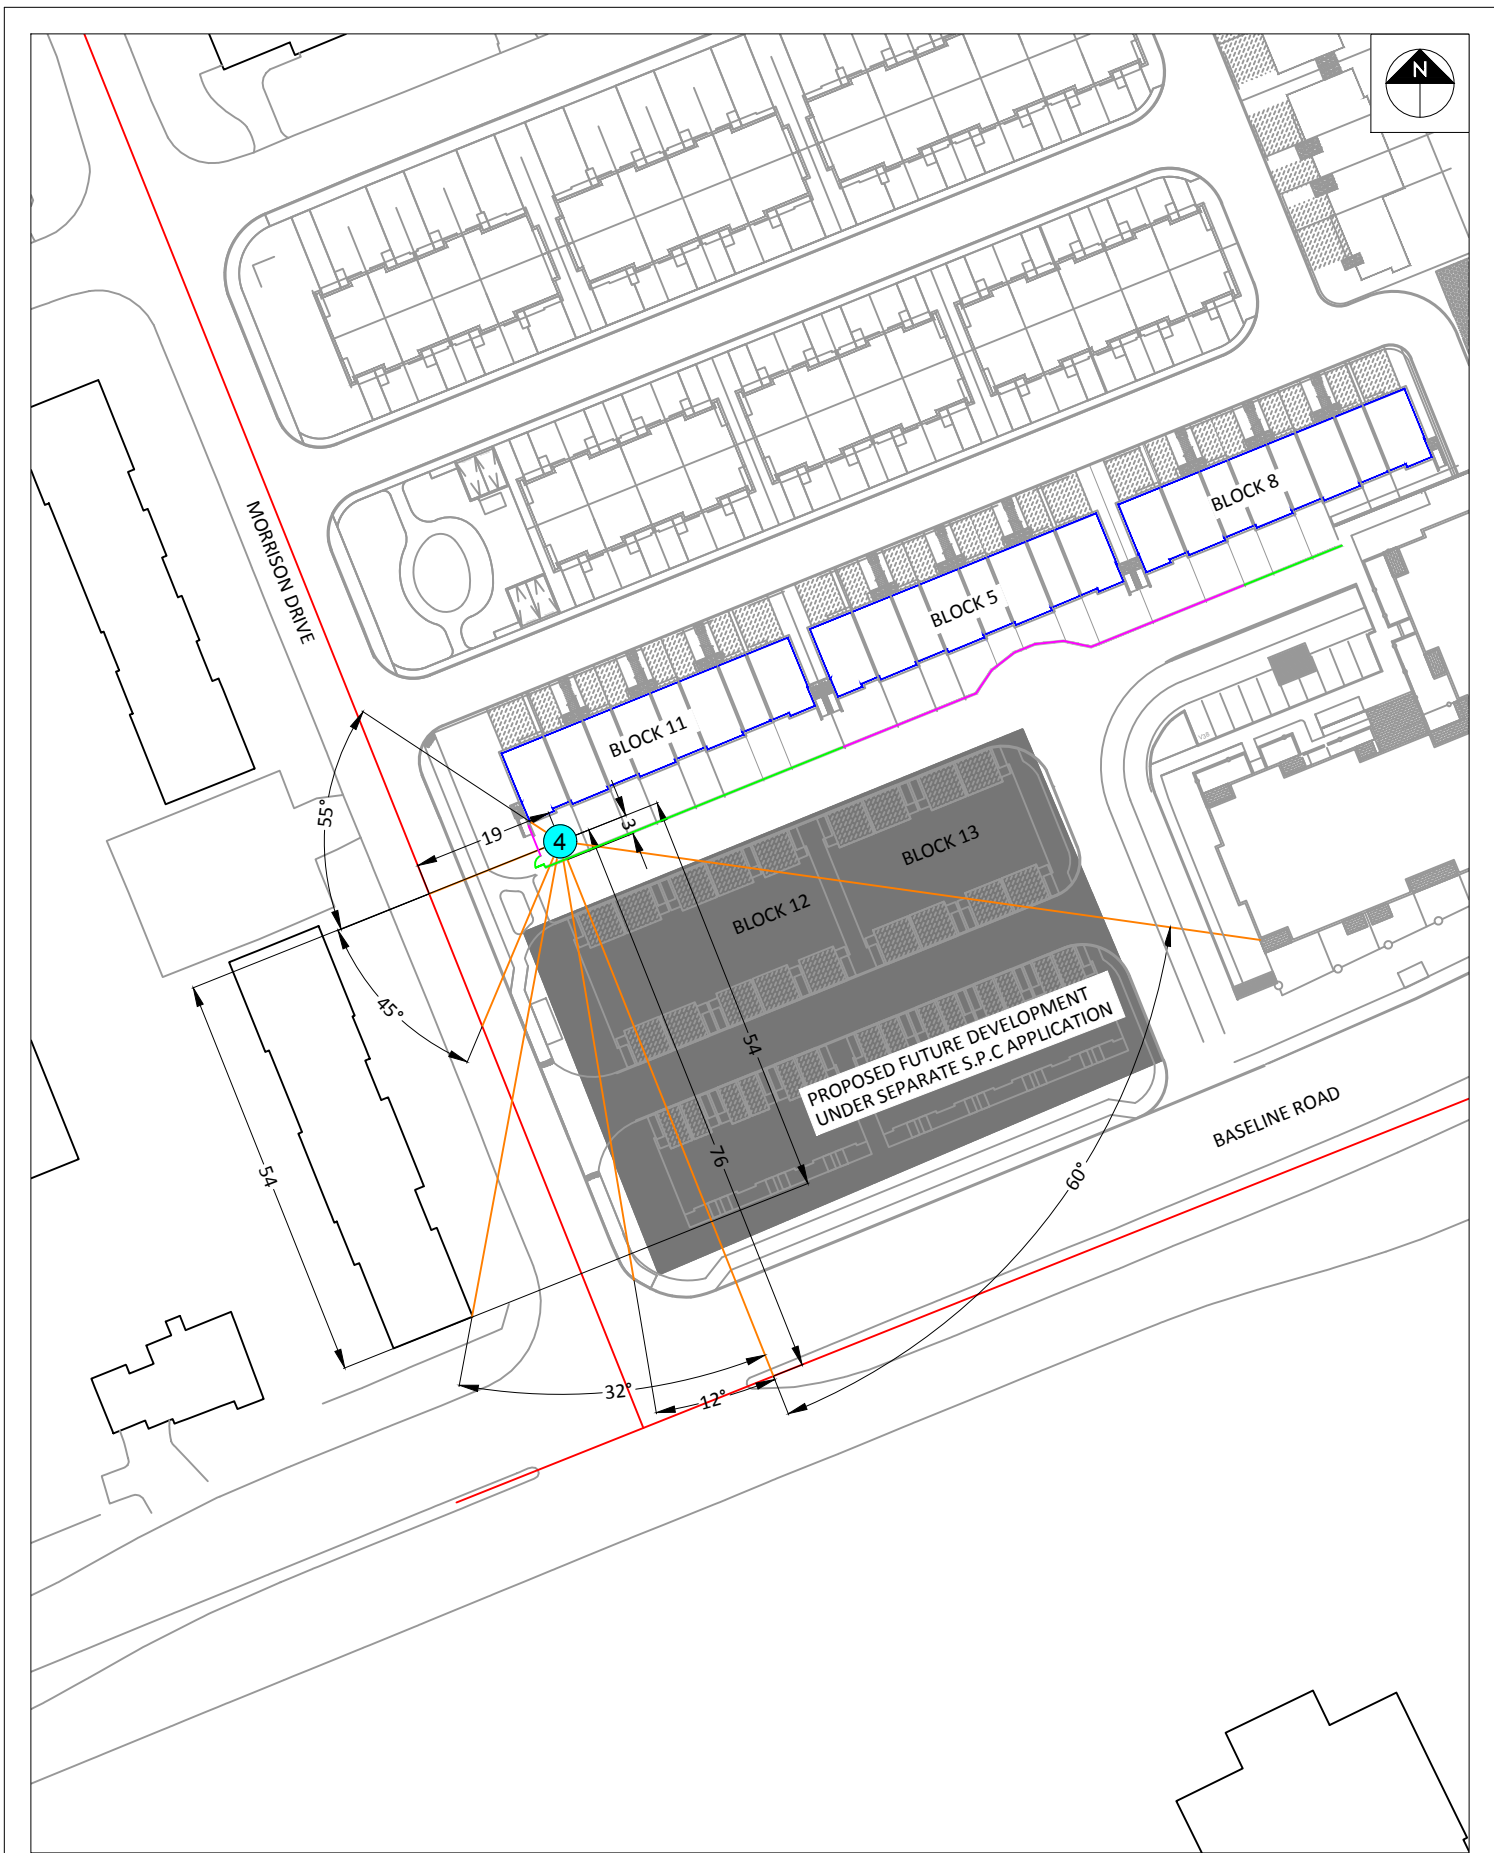 N
MORRISON DRIVE
BLOCK 8
BLOCK 5
BLOCK 11
55°
19
3
4
BLOCK 13
BLOCK 12
45°
54
PROPOSED FUTURE DEVELOPMENT
UNDER SEPARATE S.P.C APPLICATION
BASELINE ROAD
76
54
60°
32°
12°